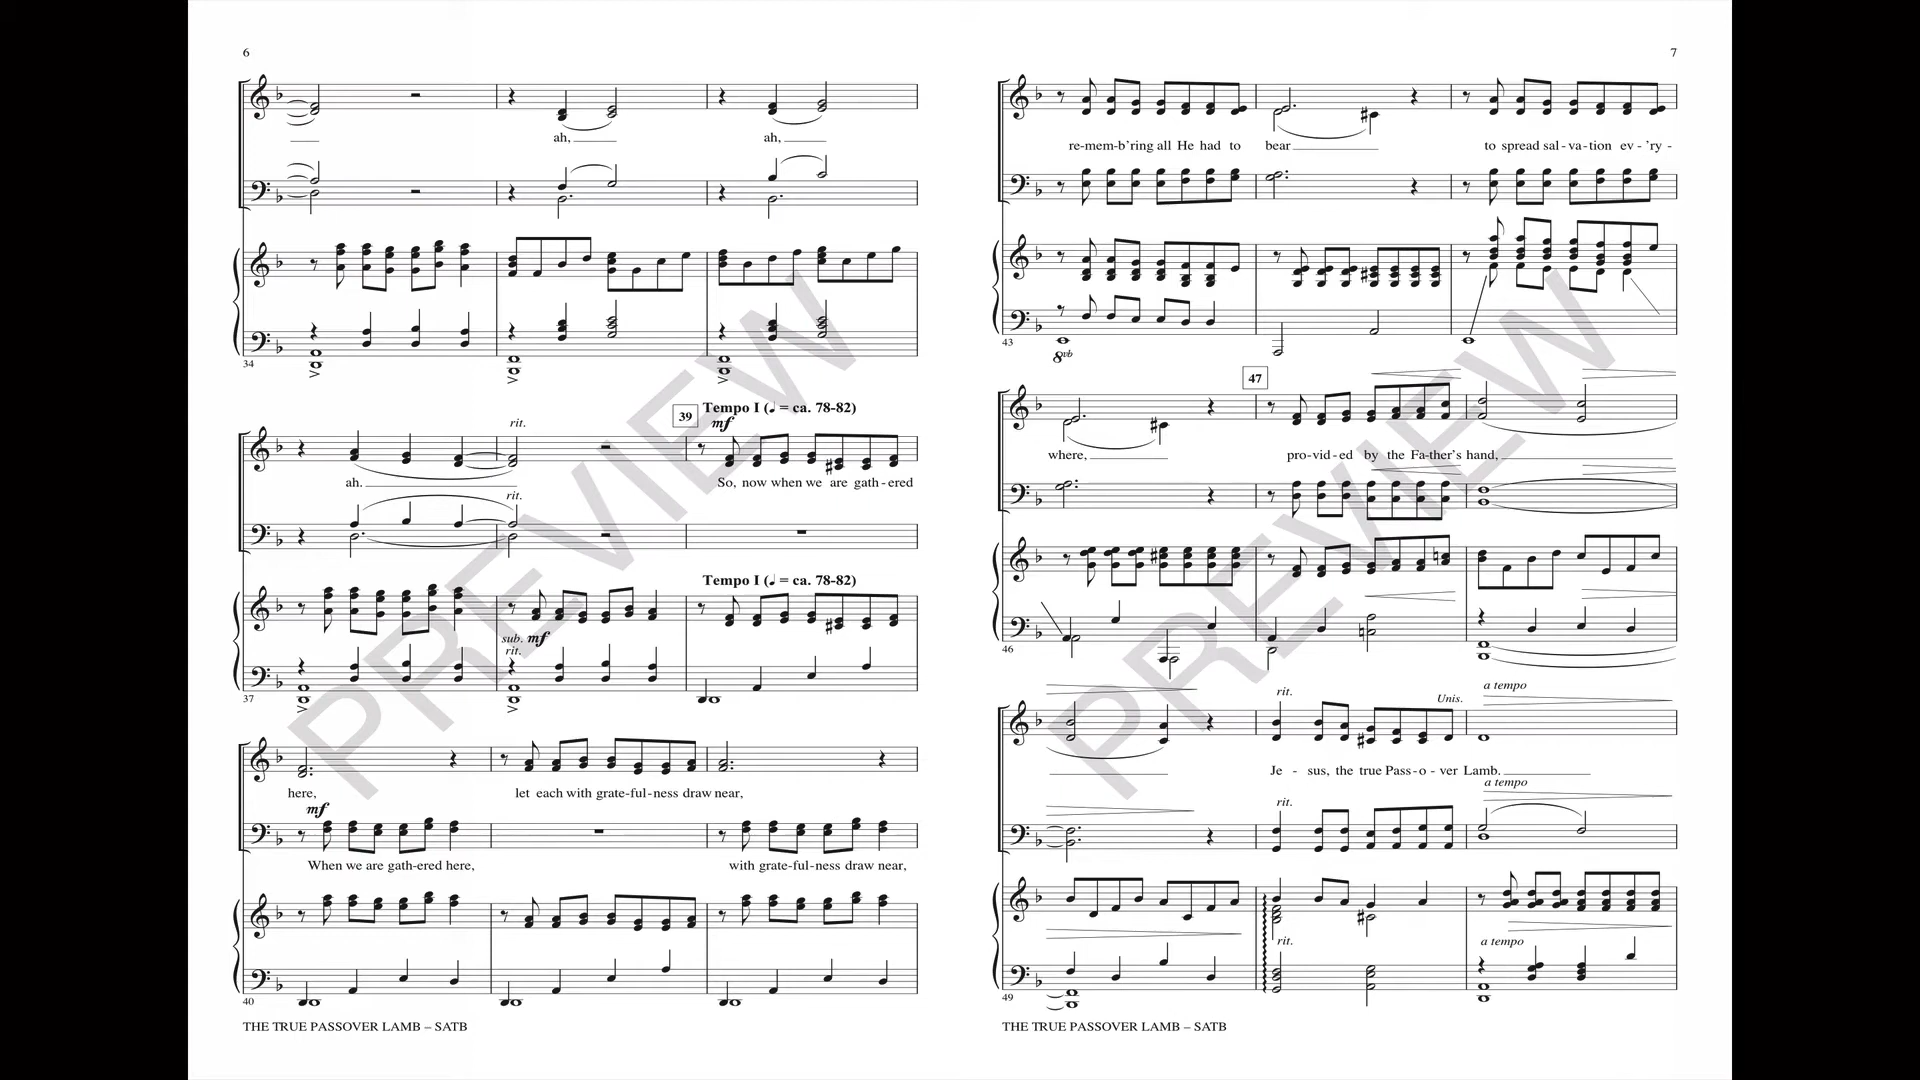 6
ah,
ah,
34
39
Tempo I (♩ = ca. 78-82)
rit.
mf
ah.
So, now when we are gath-ered
rit.
Tempo I (♩ = ca. 78-82)
sub. mf
rit.
37
here,
let each with grate-ful-ness draw near,
mf
When we are gath-ered here,
with grate-ful-ness draw near,
40
THE TRUE PASSOVER LAMB – SATB
PREVIEW
7
re-mem-b'ring all He had to
bear
to spread sal-va-tion ev-'ry-
43
8vb
47
where,
pro-vid-ed by the Fa-ther's hand,
46
rit.
Unis.
a tempo
Je - sus, the true Pass-o-ver Lamb.
rit.
a tempo
rit.
a tempo
49
THE TRUE PASSOVER LAMB – SATB
PREVIEW